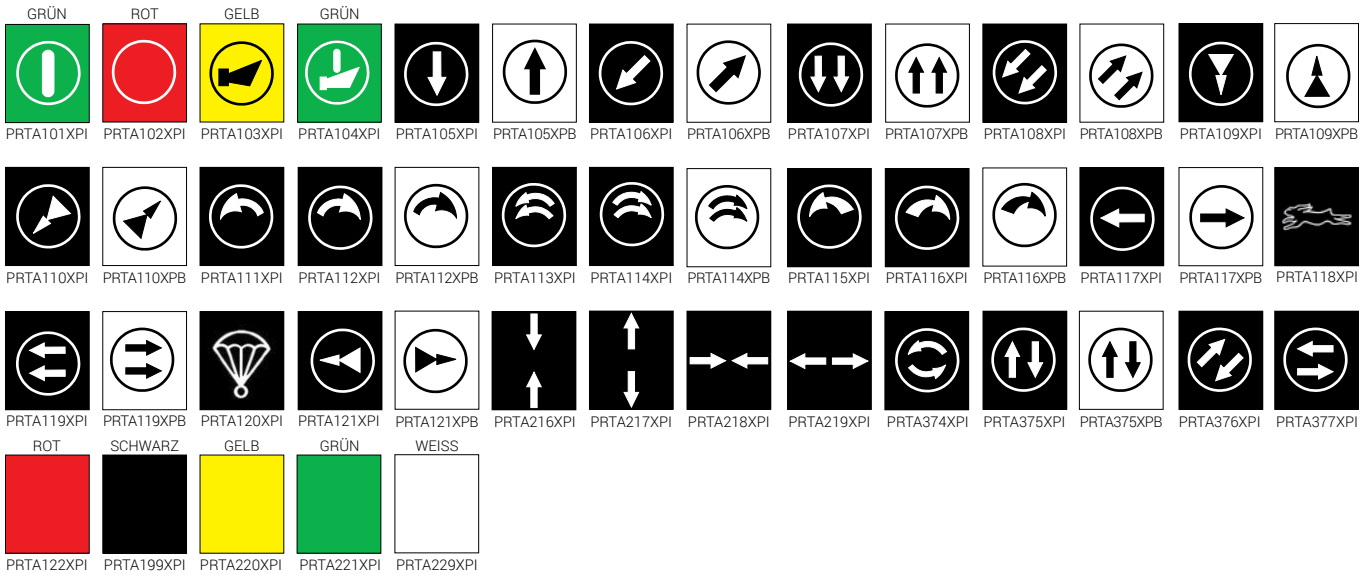 GRÜN ROT GELB GRÜN
PRTA101XPI PRTA102XPI PRTA103XPI PRTA104XPI PRTA105XPI PRTA105XPB PRTA106XPI PRTA106XPB PRTA107XPI PRTA107XPB PRTA108XPI PRTA108XPB PRTA109XPI PRTA109XPB
PRTA110XPI PRTA110XPB PRTA111XPI PRTA112XPI PRTA112XPB PRTA113XPI PRTA114XPI PRTA114XPB PRTA115XPI PRTA116XPI PRTA116XPB PRTA117XPI PRTA117XPB PRTA118XPI
PRTA119XPI PRTA119XPB PRTA120XPI PRTA121XPI PRTA121XPB PRTA216XPI PRTA217XPI PRTA218XPI PRTA219XPI PRTA374XPI PRTA375XPI PRTA375XPB PRTA376XPI PRTA377XPI
ROT SCHWARZ GELB GRÜN WEISS
PRTA122XPI PRTA199XPI PRTA220XPI PRTA221XPI PRTA229XPI